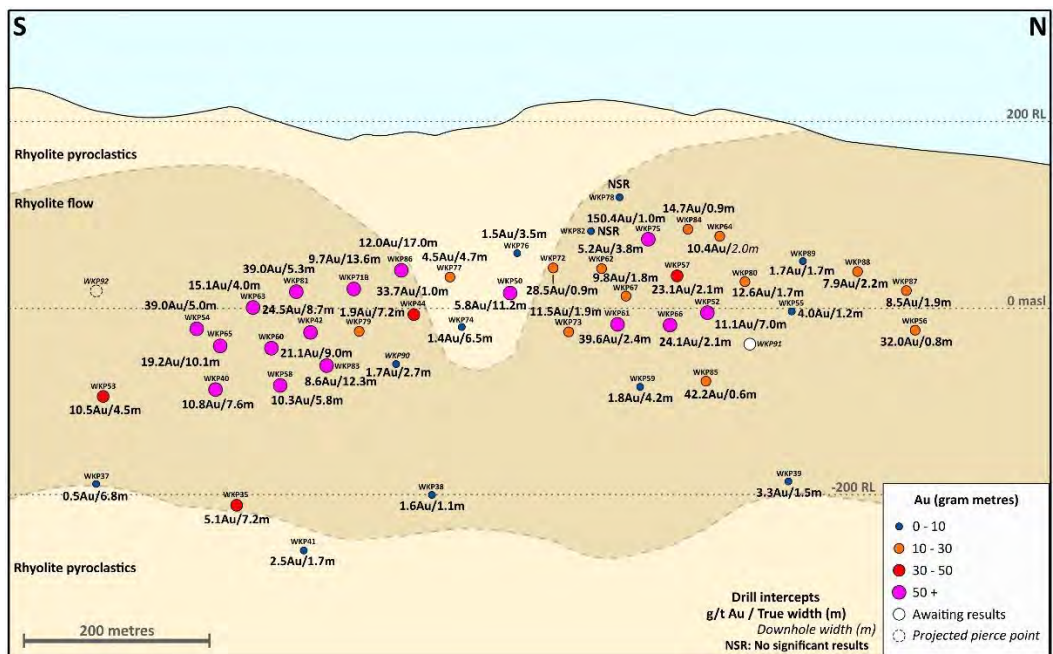 S
N
200 RL
Rhyolite pyroclastics
Rhyolite flow
NSR
WKP78
14.7Au/0.9m
WKP84
150.4Au/1.0m
WKP75
WKP64
WKP82
NSR
10.4Au/2.0m
5.2Au/3.8m
WKP62
1.5Au/3.5m
WKP76
12.0Au/17.0m
WKP86
9.7Au/13.6m
WKP71B
4.5Au/4.7m
WKP77
WKP72
28.5Au/0.9m
9.8Au/1.8m
WKP67
WKP57
23.1Au/2.1m
WKP89
1.7Au/1.7m
WKP80
12.6Au/1.7m
WKP88
7.9Au/2.2m
WKP87
8.5Au/1.9m
WKP92
39.0Au/5.3m
WKP81
15.1Au/4.0m
WKP63
24.5Au/8.7m
33.7Au/1.0m
WKP44
1.9Au/7.2m
WKP79
WKP50
5.8Au/11.2m
11.5Au/1.9m
WKP73
0 masl
39.0Au/5.0m
WKP54
WKP65
19.2Au/10.1m
WKP42
21.1Au/9.0m
WKP60
WKP74
1.4Au/6.5m
WKP61
39.6Au/2.4m
WKP66
24.1Au/2.1m
WKP52
11.1Au/7.0m
WKP55
4.0Au/1.2m
WKP56
32.0Au/0.8m
WKP91
WKP83
8.6Au/12.3m
WKP90
1.7Au/2.7m
WKP53
10.5Au/4.5m
WKP40
10.8Au/7.6m
WKP58
10.3Au/5.8m
WKP59
1.8Au/4.2m
WKP85
42.2Au/0.6m
WKP37
0.5Au/6.8m
WKP35
5.1Au/7.2m
WKP38
1.6Au/1.1m
WKP39
3.3Au/1.5m
-200 RL
WKP41
2.5Au/1.7m
Rhyolite pyroclastics
200 metres
Drill intercepts
g/t Au / True width (m)
Downhole width (m)
NSR: No significant results
Au (gram metres)
0 - 10
10 - 30
30 - 50
50 +
Awaiting results
Projected pierce point